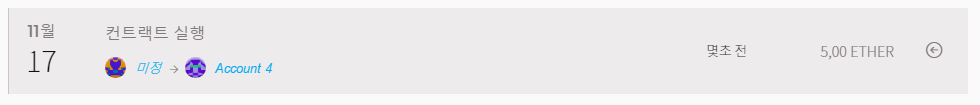 11월
17
컨트랙트 실행
미정 → Account 4
몇초 전
5,00 ETHER